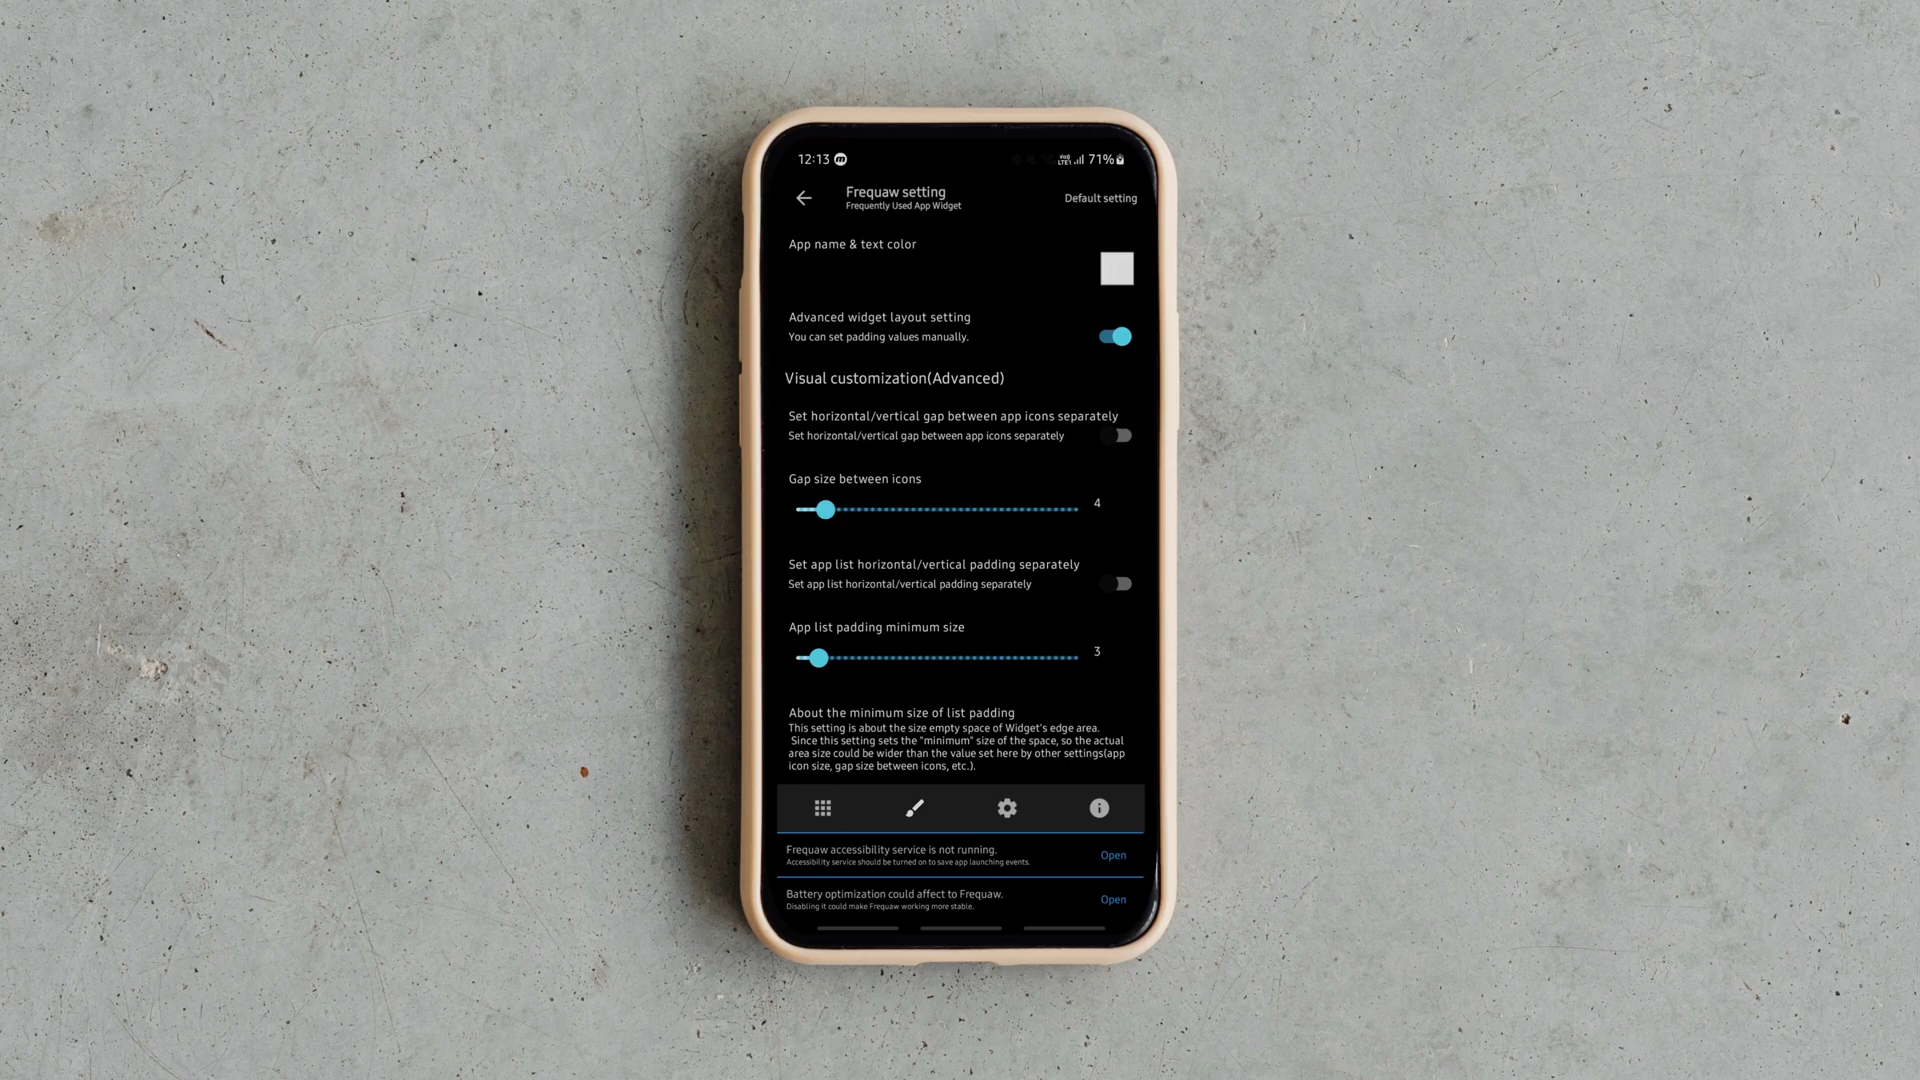 12:13
Vo))
LTE1
71%
Frequaw setting
Frequently Used App Widget
Default setting
App name & text color
Advanced widget layout setting
You can set padding values manually.
Visual customization(Advanced)
Set horizontal/vertical gap between app icons separately
Set horizontal/vertical gap between app icons separately
Gap size between icons
4
Set app list horizontal/vertical padding separately
Set app list horizontal/vertical padding separately
App list padding minimum size
3
About the minimum size of list padding
This setting is about the size empty space of Widget's edge area.
Since this setting sets the "minimum" size of the space, so the actual
area size could be wider than the value set here by other settings(app
icon size, gap size between icons, etc.).
Frequaw accessibility service is not running.
Accessibility service should be turned on to save app launching events.
Open
Battery optimization could affect to Frequaw.
Disabling it could make Frequaw working more stable.
Open